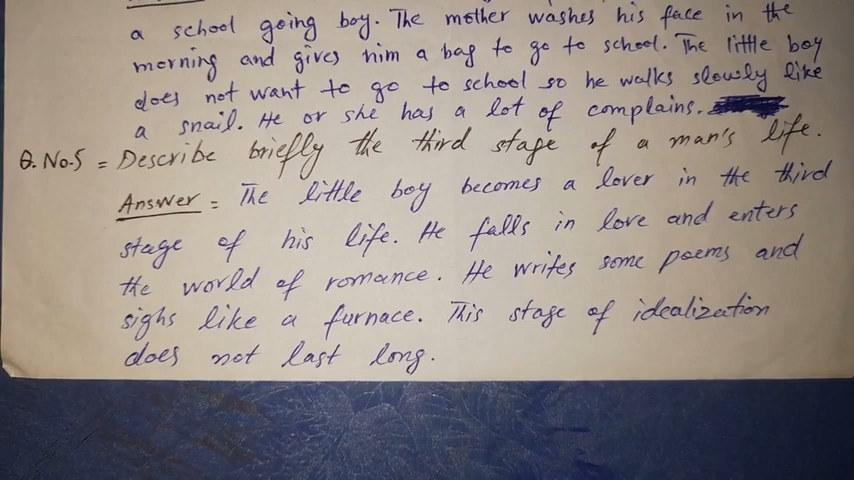 a school going boy. The mother washes his face in the
morning and gives him a bag to go to school. The little boy
does not want to go to school so he walks slowly like
a snail. He or she has a lot of complains.
Q. No.5 = Describe briefly the third stage of a man's life.
Answer = The little boy becomes a lover in the third
stage of his life. He falls in love and enters
the world of romance. He writes some poems and
sighs like a furnace. This stage of idealization
does not last long.